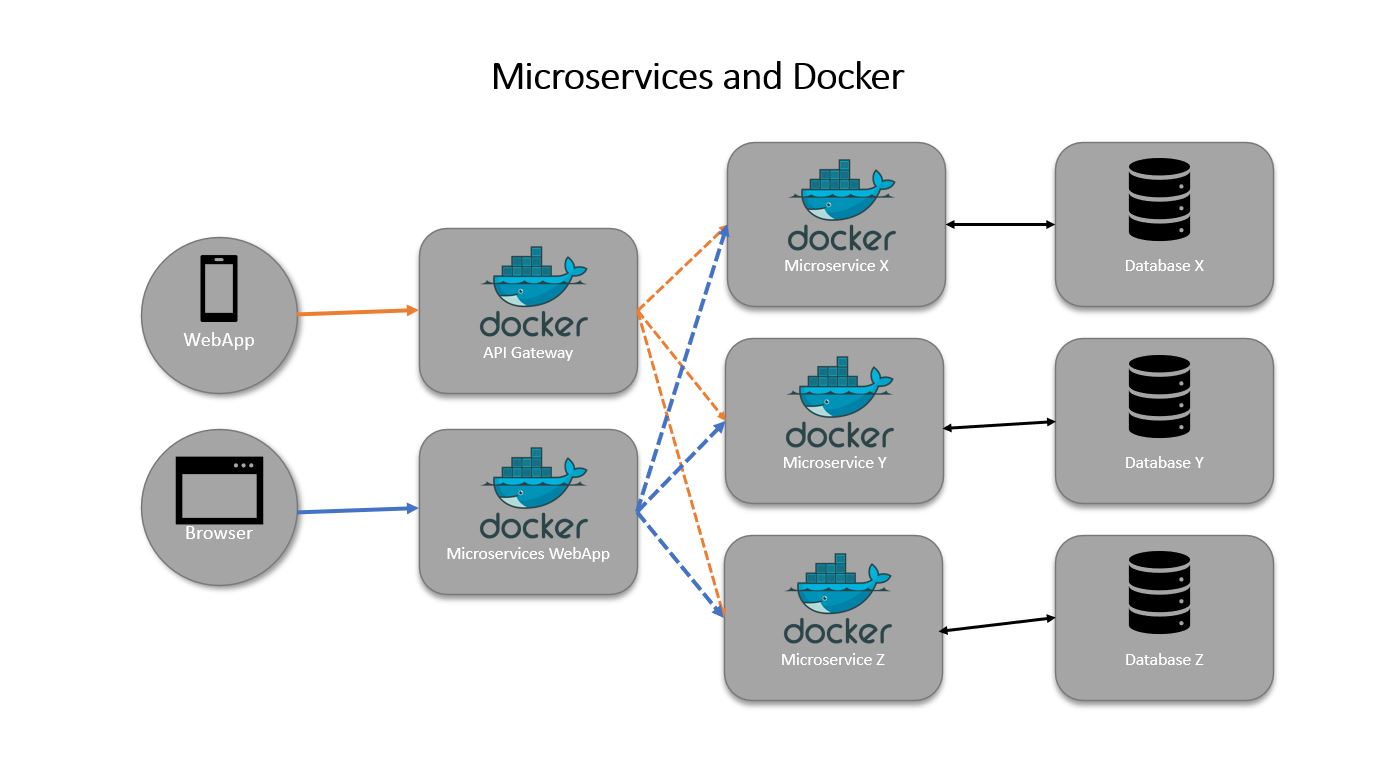 Microservices and Docker
WebApp
Browser
docker
API Gateway
docker
Microservices WebApp
docker
Microservice X
docker
Microservice Y
docker
Microservice Z
Database X
Database Y
Database Z